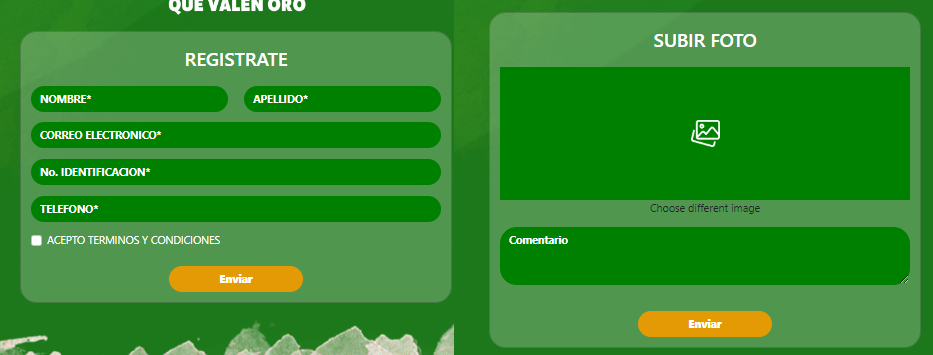 QUE VALEN ORO
REGISTRATE
NOMBRE* APELLIDO*
CORREO ELECTRONICO*
No. IDENTIFICACION*
TELEFONO*
ACEPTO TERMINOS Y CONDICIONES
Enviar
SUBIR FOTO
Choose different image
Comentario
Enviar